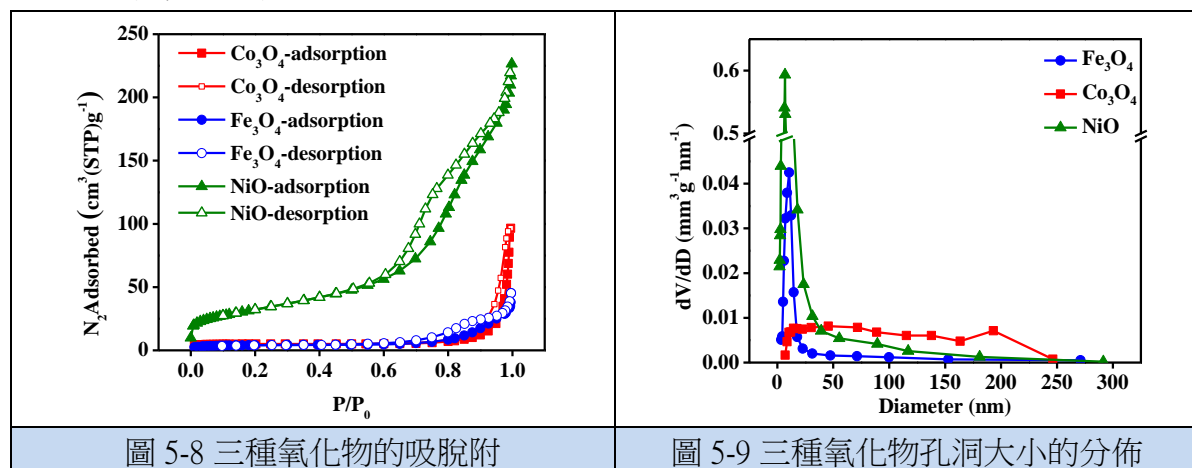 250
200
150
100
50
0
N₂Adsorbed (cm³(STP)g⁻¹)
Co₃O₄-adsorption
Co₃O₄-desorption
Fe₃O₄-adsorption
Fe₃O₄-desorption
NiO-adsorption
NiO-desorption
0.0 0.2 0.4 0.6 0.8 1.0
P/P₀
0.6
0.5
0.04
0.03
0.02
0.01
0.00
dV/dD (mm³g⁻¹nm⁻¹)
Fe₃O₄
Co₃O₄
NiO
0 50 100 150 200 250 300
Diameter (nm)
圖 5-8 三種氧化物的吸脫附
圖 5-9 三種氧化物孔洞大小的分佈